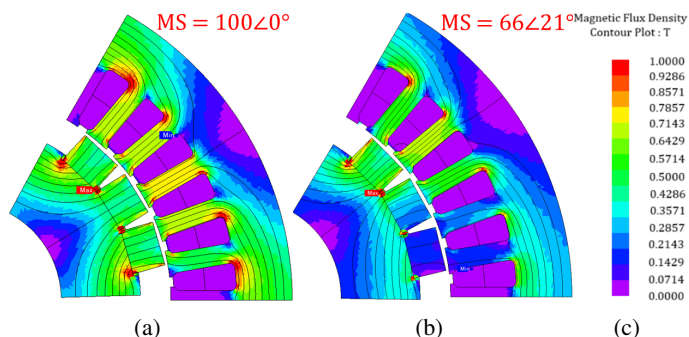 MS = 100∠0°
MS = 66∠21°
Magnetic Flux Density
Contour Plot : T
1.0000
0.9286
0.8571
0.7857
0.7143
0.6429
0.5714
0.5000
0.4286
0.3571
0.2857
0.2143
0.1429
0.0714
0.0000
Min
Max
Max
Min
(a)
(b)
(c)